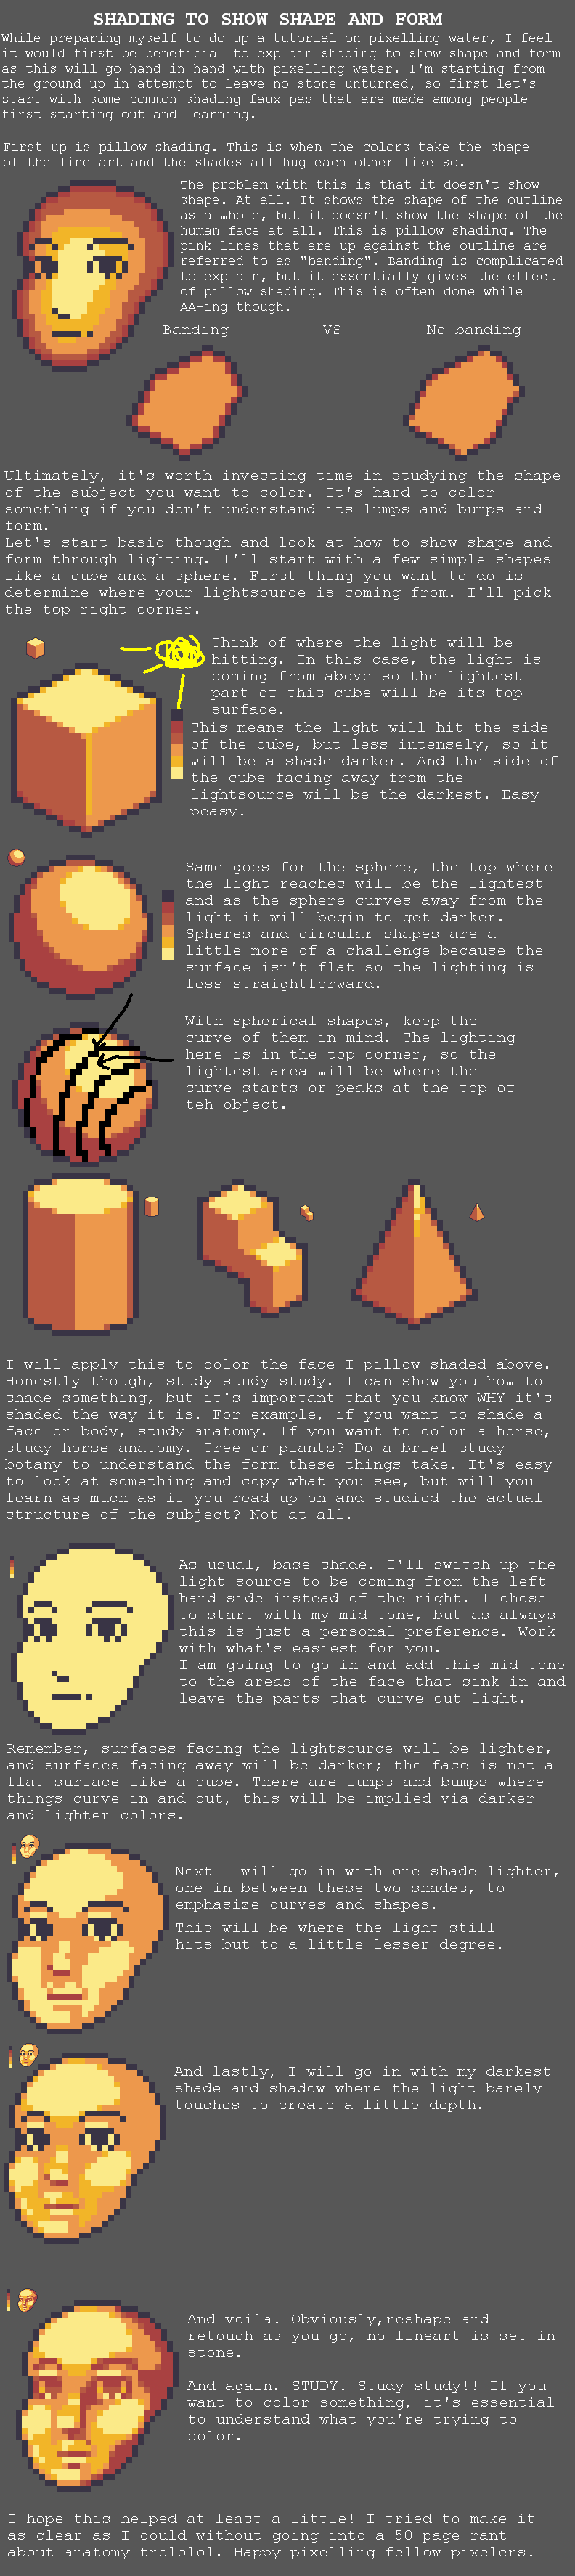 SHADING TO SHOW SHAPE AND FORM
While preparing myself to do up a tutorial on pixelling water, I feel
it would first be beneficial to explain shading to show shape and form
as this will go hand in hand with pixelling water. I'm starting from
the ground up in attempt to leave no stone unturned, so first let's
start with some common shading faux-pas that are made among people
first starting out and learning.
First up is pillow shading. This is when the colors take the shape
of the line art and the shades all hug each other like so.
The problem with this is that it doesn't show
shape. At all. It shows the shape of the outline
as a whole, but it doesn't show the shape of the
human face at all. This is pillow shading. The
pink lines that are up against the outline are
referred to as "banding". Banding is complicated
to explain, but it essentially gives the effect
of pillow shading. This is often done while
AA-ing though.
Banding VS No banding
Ultimately, it's worth investing time in studying the shape
of the subject you want to color. It's hard to color
something if you don't understand its lumps and bumps and
form.
Let's start basic though and look at how to show shape and
form through lighting. I'll start with a few simple shapes
like a cube and a sphere. First thing you want to do is
determine where your lightsource is coming from. I'll pick
the top right corner.
Think of where the light will be
hitting. In this case, the light is
coming from above so the lightest
part of this cube will be its top
surface.
This means the light will hit the side
of the cube, but less intensely, so it
will be a shade darker. And the side of
the cube facing away from the
lightsource will be the darkest. Easy
peasy!
Same goes for the sphere, the top where
the light reaches will be the lightest
and as the sphere curves away from the
light it will begin to get darker.
Spheres and circular shapes are a
little more of a challenge because the
surface isn't flat so the lighting is
less straightforward.
With spherical shapes, keep the
curve of them in mind. The lighting
here is in the top corner, so the
lightest area will be where the
curve starts or peaks at the top of
teh object.
I will apply this to color the face I pillow shaded above.
Honestly though, study study study. I can show you how to
shade something, but it's important that you know WHY it's
shaded the way it is. For example, if you want to shade a
face or body, study anatomy. If you want to color a horse,
study horse anatomy. Tree or plants? Do a brief study
botany to understand the form these things take. It's easy
to look at something and copy what you see, but will you
learn as much as if you read up on and studied the actual
structure of the subject? Not at all.
As usual, base shade. I'll switch up the
light source to be coming from the left
hand side instead of the right. I chose
to start with my mid-tone, but as always
this is just a personal preference. Work
with what's easiest for you.
I am going to go in and add this mid tone
to the areas of the face that sink in and
leave the parts that curve out light.
Remember, surfaces facing the lightsource will be lighter,
and surfaces facing away will be darker; the face is not a
flat surface like a cube. There are lumps and bumps where
things curve in and out, this will be implied via darker
and lighter colors.
Next I will go in with one shade lighter,
one in between these two shades, to
emphasize curves and shapes.
This will be where the light still
hits but to a little lesser degree.
And lastly, I will go in with my darkest
shade and shadow where the light barely
touches to create a little depth.
And voila! Obviously,reshape and
retouch as you go, no lineart is set in
stone.
And again. STUDY! Study study!! If you
want to color something, it's essential
to understand what you're trying to
color.
I hope this helped at least a little! I tried to make it
as clear as I could without going into a 50 page rant
about anatomy trololol. Happy pixelling fellow pixelers!